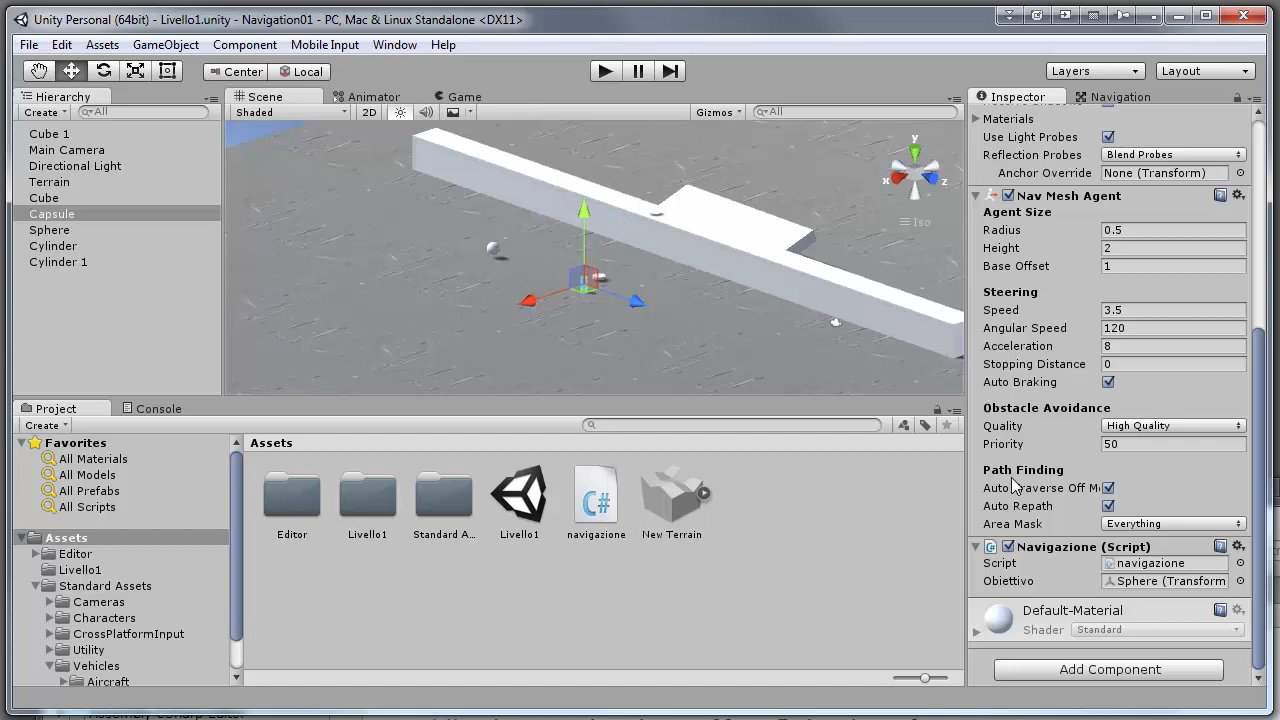 Unity Personal (64bit) - Livello1.unity - Navigation01 - PC, Mac & Linux Standalone <DX11>
File Edit Assets GameObject Component Mobile Input Window Help
Center Local Layers Layout
Hierarchy
Create All
Cube 1
Main Camera
Directional Light
Terrain
Cube
Capsule
Sphere
Cylinder
Cylinder 1
Scene Animator Game
Shaded 2D Gizmos All
y
x z
Iso
Project Console
Create
Favorites
All Materials
All Models
All Prefabs
All Scripts
Assets
Editor
Livello1
Standard Assets
Cameras
Characters
CrossPlatformInput
Utility
Vehicles
Aircraft
Assets
Editor Livello1 Standard A... Livello1 navigazione New Terrain
C#
Inspector Navigation
Materials
Use Light Probes
Reflection Probes Blend Probes
Anchor Override None (Transform)
Nav Mesh Agent
Agent Size
Radius 0.5
Height 2
Base Offset 1
Steering
Speed 3.5
Angular Speed 120
Acceleration 8
Stopping Distance 0
Auto Braking
Obstacle Avoidance
Quality High Quality
Priority 50
Path Finding
Auto Traverse Off M
Auto Repath
Area Mask Everything
Navigazione (Script)
Script navigazione
Obiettivo Sphere (Transform
Default-Material
Shader Standard
Add Component